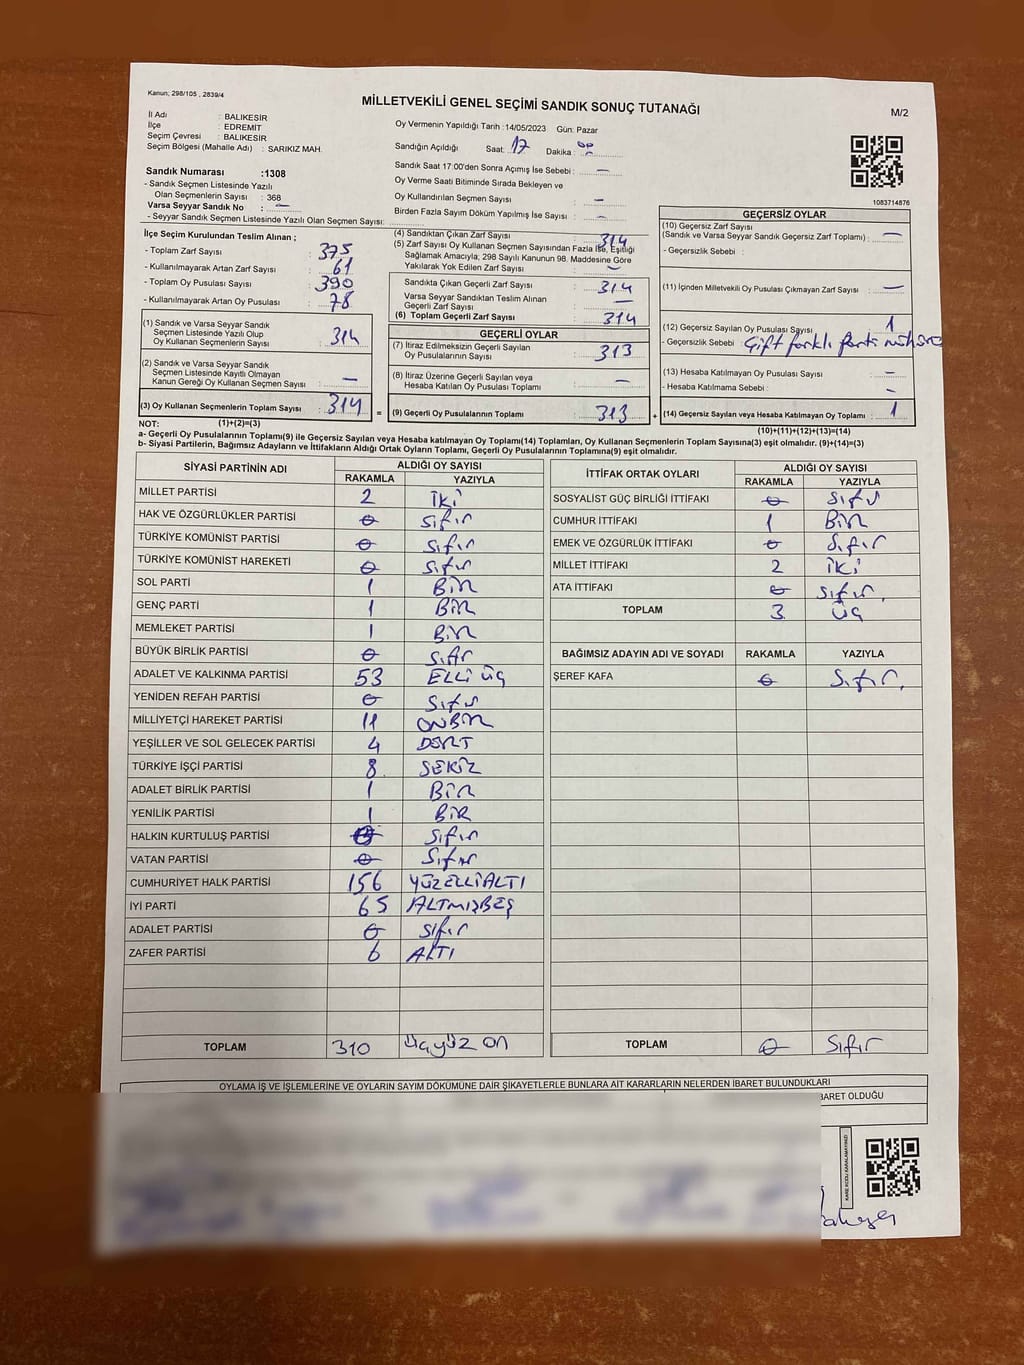 Kanun; 298/105 , 2839/4
MİLLETVEKİLİ GENEL SEÇİMİ SANDIK SONUÇ TUTANAĞI
M/2
İl Adı : BALIKESİR
İlçe : EDREMİT
Seçim Çevresi : BALIKESİR
Seçim Bölgesi (Mahalle Adı) : SARIKIZ MAH.
Oy Vermenin Yapıldığı Tarih :14/05/2023 Gün: Pazar
Sandığın Açıldığı Saat: 17 Dakika : 00
Sandık Saat 17:00'den Sonra Açımış İse Sebebi : —
Oy Verme Saati Bitiminde Sırada Bekleyen ve
Oy Kullandırılan Seçmen Sayısı : —
Birden Fazla Sayım Döküm Yapılmış İse Sayısı : —
Sandık Numarası :1308
- Sandık Seçmen Listesinde Yazılı
Olan Seçmenlerin Sayısı : 368
Varsa Seyyar Sandık No : —
- Seyyar Sandık Seçmen Listesinde Yazılı Olan Seçmen Sayısı:
1083714876
İlçe Seçim Kurulundan Teslim Alınan ;
- Toplam Zarf Sayısı : 375
- Kullanılmayarak Artan Zarf Sayısı : 61
- Toplam Oy Pusulası Sayısı : 390
- Kullanılmayarak Artan Oy Pusulası : 78
(1) Sandık ve Varsa Seyyar Sandık
Seçmen Listesinde Yazılı Olup
Oy Kullanan Seçmenlerin Sayısı : 314
(2) Sandık ve Varsa Seyyar Sandık
Seçmen Listesinde Kayıtlı Olmayan
Kanun Gereği Oy Kullanan Seçmen Sayısı : —
(3) Oy Kullanan Seçmenlerin Toplam Sayısı : 314 =
(4) Sandıktan Çıkan Zarf Sayısı : 314
(5) Zarf Sayısı Oy Kullanan Seçmen Sayısından Fazla İse, Eşitliği
Sağlamak Amacıyla, 298 Sayılı Kanunun 98. Maddesine Göre
Yakılarak Yok Edilen Zarf Sayısı : —
Sandıkta Çıkan Geçerli Zarf Sayısı : 314
Varsa Seyyar Sandıktan Teslim Alınan
Geçerli Zarf Sayısı : —
(6) Toplam Geçerli Zarf Sayısı : 314
GEÇERLİ OYLAR
(7) İtiraz Edilmeksizin Geçerli Sayılan
Oy Pusulalarının Sayısı : 313
(8) İtiraz Üzerine Geçerli Sayılan veya
Hesaba Katılan Oy Pusulası Toplamı : —
(9) Geçerli Oy Pusulalarının Toplamı : 313 +
GEÇERSİZ OYLAR
(10) Geçersiz Zarf Sayısı
(Sandık ve Varsa Seyyar Sandık Geçersiz Zarf Toplamı) : —
- Geçersizlik Sebebi :
(11) İçinden Milletvekili Oy Pusulası Çıkmayan Zarf Sayısı : —
(12) Geçersiz Sayılan Oy Pusulası Sayısı : 1
- Geçersizlik Sebebi : Çift farklı parti
(13) Hesaba Katılmayan Oy Pusulası Sayısı : —
- Hesaba Katılmama Sebebi : —
(14) Geçersiz Sayılan veya Hesaba Katılmayan Oy Toplamı : 1
NOT: (1)+(2)=(3)
(10)+(11)+(12)+(13)=(14)
a- Geçerli Oy Pusulalarının Toplamı(9) ile Geçersiz Sayılan veya Hesaba katılmayan Oy Toplamı(14) Toplamları, Oy Kullanan Seçmenlerin Toplam Sayısına(3) eşit olmalıdır. (9)+(14)=(3)
b- Siyasi Partilerin, Bağımsız Adayların ve İttifakların Aldığı Ortak Oyların Toplamı, Geçerli Oy Pusulalarının Toplamına(9) eşit olmalıdır.
SİYASİ PARTİNİN ADI ALDIĞI OY SAYISI
RAKAMLA YAZIYLA
MİLLET PARTİSİ 2 İKİ
HAK VE ÖZGÜRLÜKLER PARTİSİ 0 sıfır
TÜRKİYE KOMÜNİST PARTİSİ 0 sıfır
TÜRKİYE KOMÜNİST HAREKETİ 0 sıfır
SOL PARTİ 1 BİR
GENÇ PARTİ 1 BİR
MEMLEKET PARTİSİ 1 BİR
BÜYÜK BİRLİK PARTİSİ 0 sıfır
ADALET VE KALKINMA PARTİSİ 53 ELLİ ÜÇ
YENİDEN REFAH PARTİSİ 0 sıfır
MİLLİYETÇİ HAREKET PARTİSİ 11 ONBİR
YEŞİLLER VE SOL GELECEK PARTİSİ 4 DÖRT
TÜRKİYE İŞÇİ PARTİSİ 8 SEKİZ
ADALET BİRLİK PARTİSİ 1 BİR
YENİLİK PARTİSİ 1 BİR
HALKIN KURTULUŞ PARTİSİ 0 sıfır
VATAN PARTİSİ 0 sıfır
CUMHURİYET HALK PARTİSİ 156 YÜZELLİALTI
İYİ PARTİ 65 ALTMIŞBEŞ
ADALET PARTİSİ 0 sıfır
ZAFER PARTİSİ 6 ALTI
TOPLAM 310 üçyüz on
İTTİFAK ORTAK OYLARI ALDIĞI OY SAYISI
RAKAMLA YAZIYLA
SOSYALİST GÜÇ BİRLİĞİ İTTİFAKI 0 sıfır
CUMHUR İTTİFAKI 1 BİR
EMEK VE ÖZGÜRLÜK İTTİFAKI 0 sıfır
MİLLET İTTİFAKI 2 İKİ
ATA İTTİFAKI 0 sıfır.
TOPLAM 3 üç
BAĞIMSIZ ADAYIN ADI VE SOYADI RAKAMLA YAZIYLA
ŞEREF KAFA 0 sıfır.
TOPLAM 0 sıfır
OYLAMA İŞ VE İŞLEMLERİNE VE OYLARIN SAYIM DÖKÜMÜNE DAİR ŞİKAYETLERLE BUNLARA AİT KARARLARIN NELERDEN İBARET BULUNDUKLARI
BARET OLDUĞU
KARE KODU KARALAMAYINIZ!